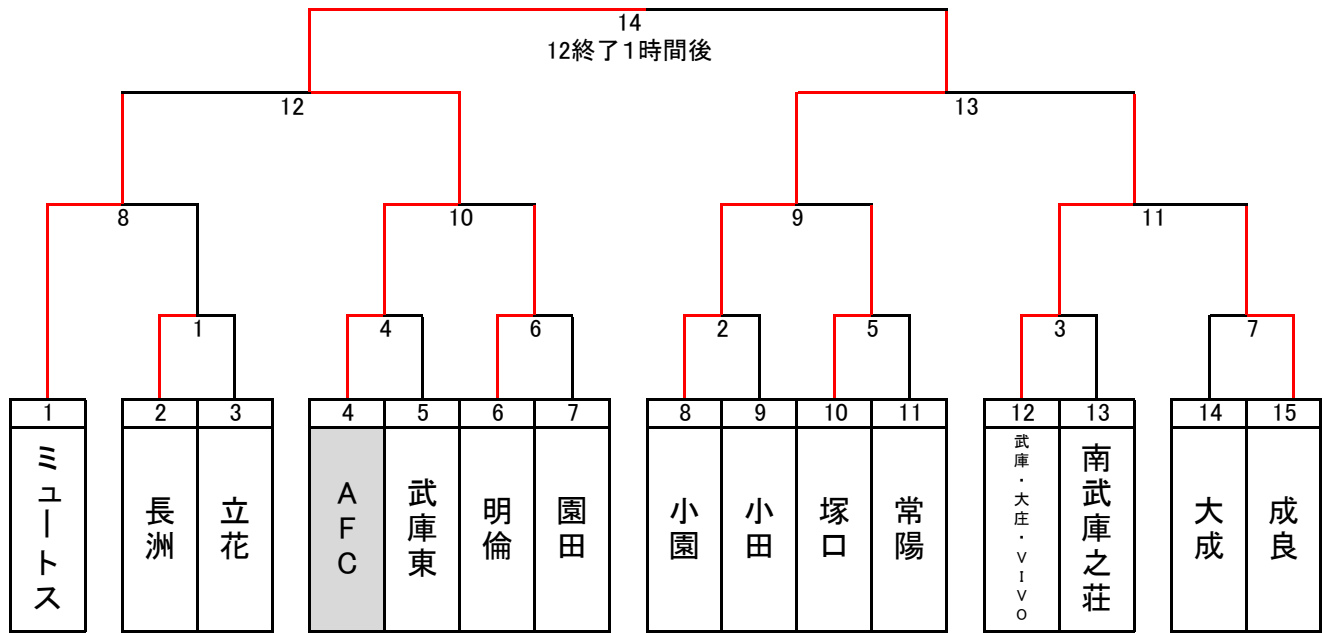 14
12終了1時間後
12
13
8
10
9
11
1
4
6
2
5
3
7
1
2
3
4
5
6
7
8
9
10
11
12
13
14
15
ミュートス
長洲
立花
AFC
武庫東
明倫
園田
小園
小田
塚口
常陽
武庫・大庄・VIVO
南武庫之荘
大成
成良